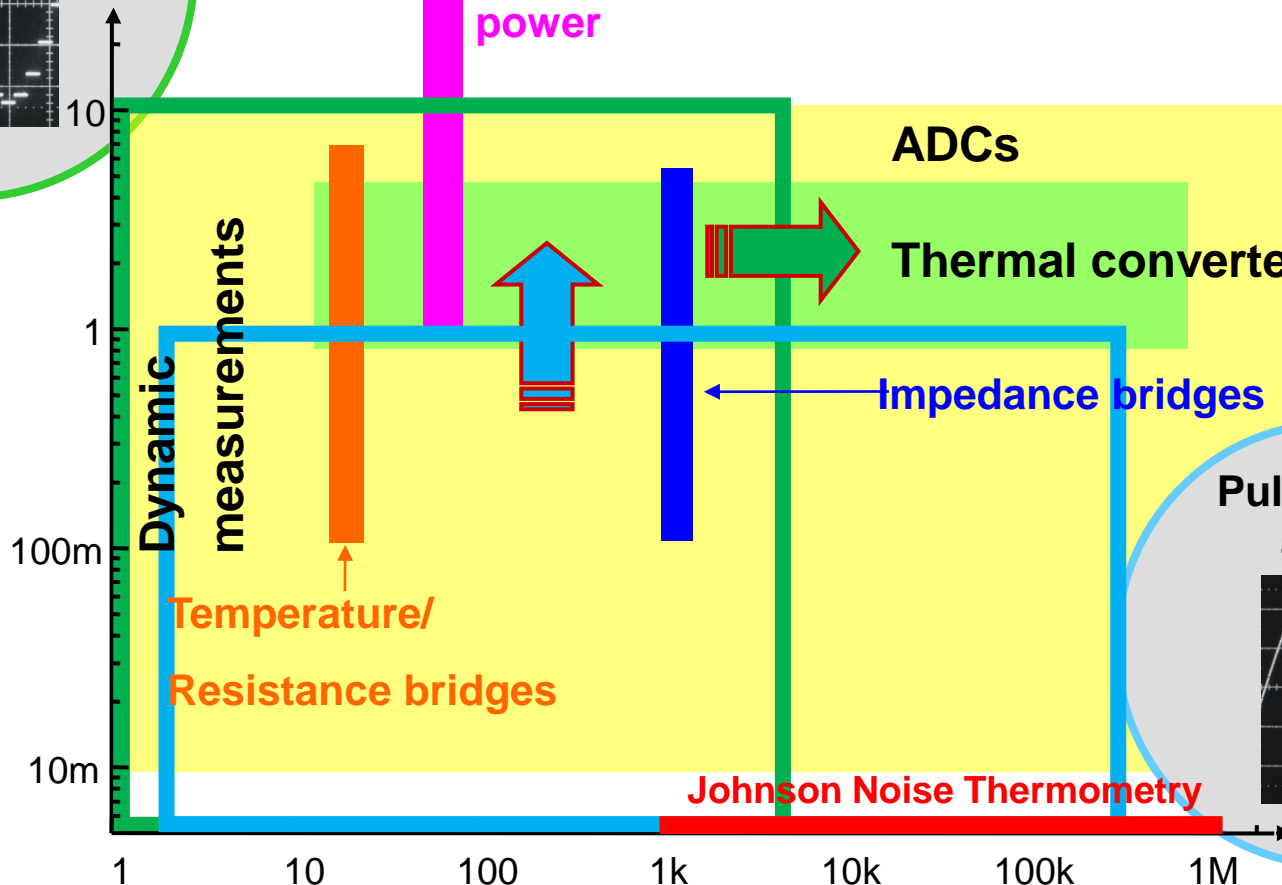 power
10
ADCs
Thermal converte
1
Dynamic
measurements
Impedance bridges
Pul
100m
Temperature/
Resistance bridges
10m
Johnson Noise Thermometry
1 10 100 1k 10k 100k 1M